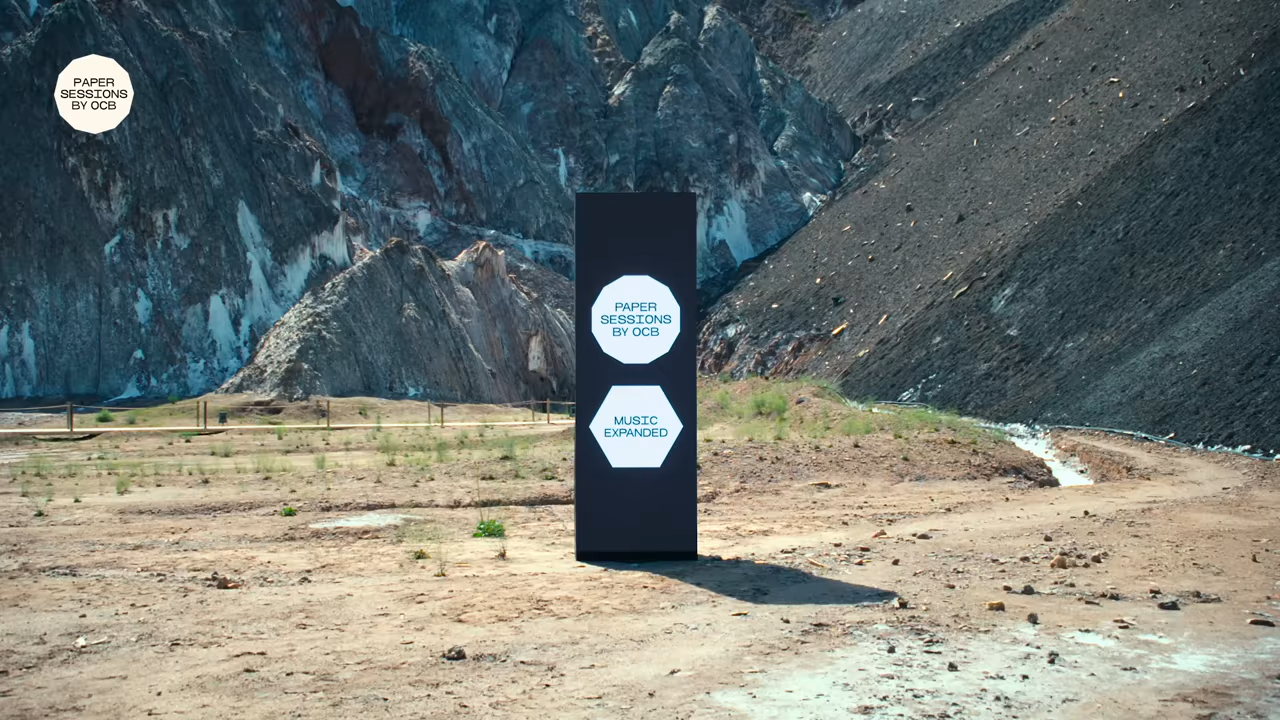 PAPER
SESSIONS
BY OCB
PAPER
SESSIONS
BY OCB
MUSIC
EXPANDED